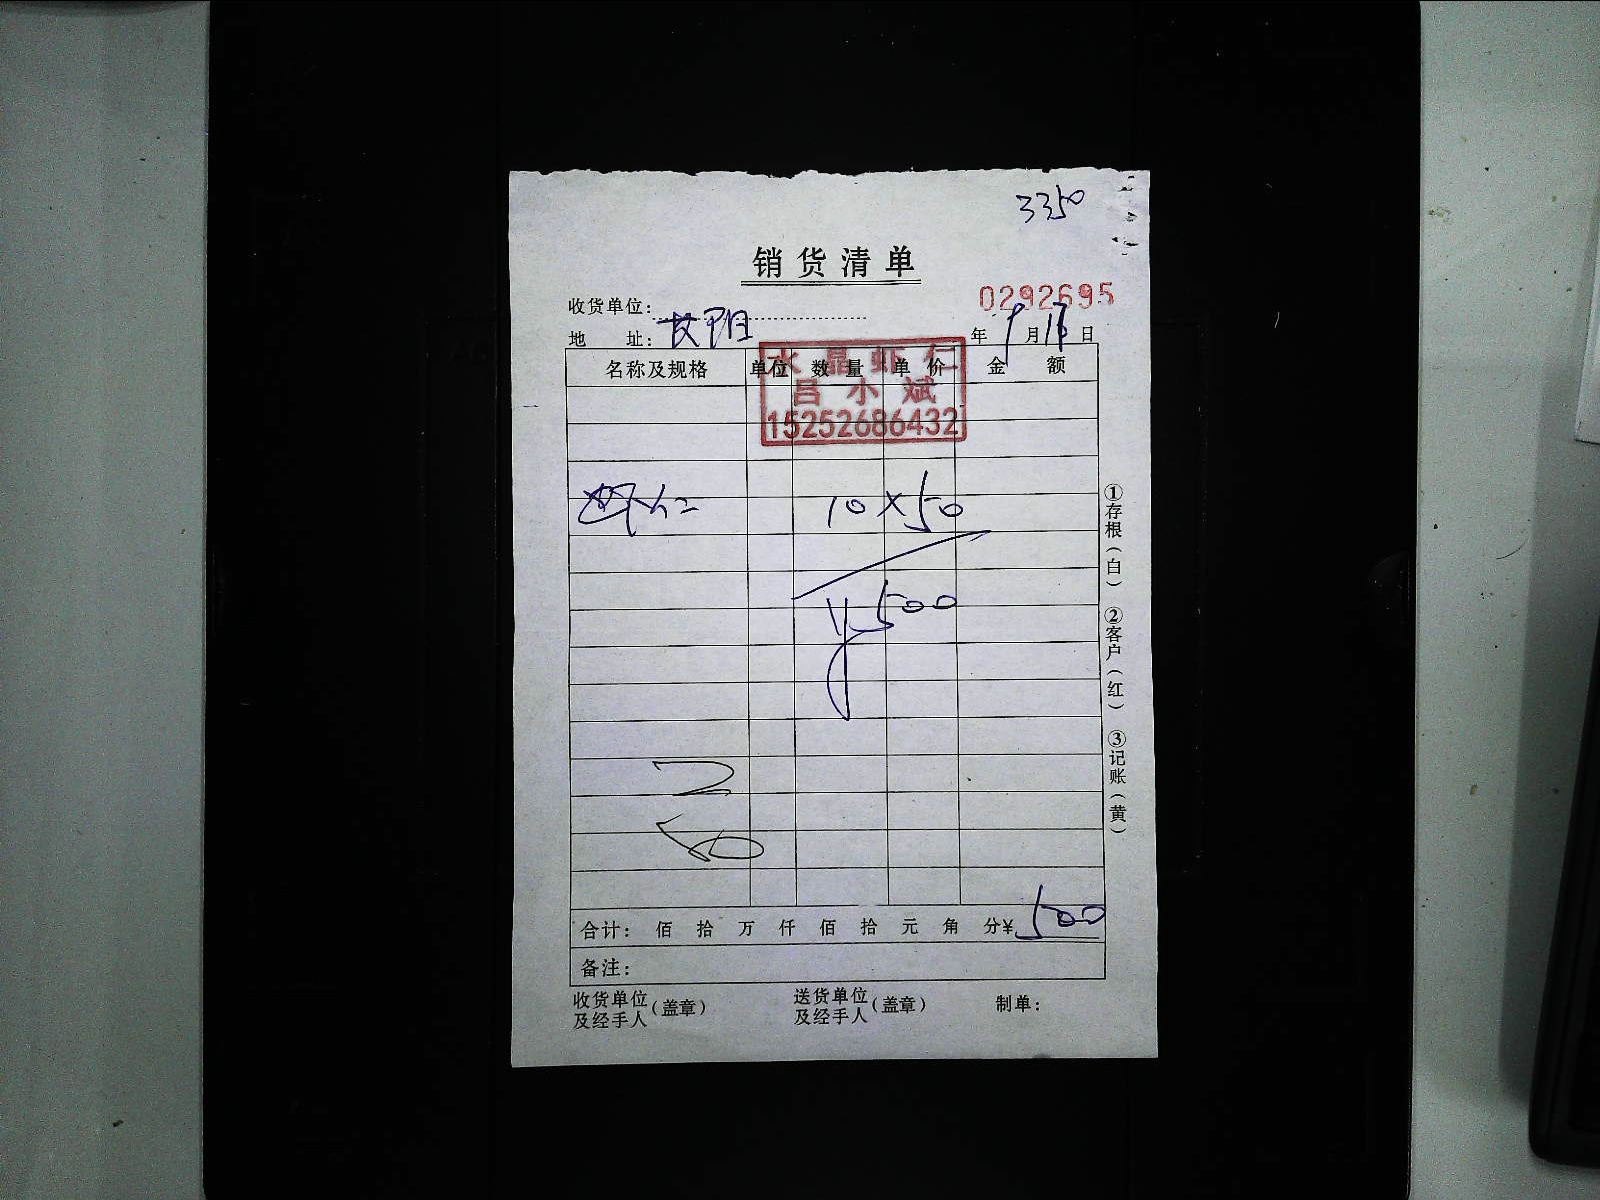 3350
销货清单
0292695
收货单位:
地 址: 年 9 月 16 日
水晶虾仁
吕小斌
15252686432
名称及规格 单位 数量 单价 金额
虾仁 10×50
¥500
合计: 佰 拾 万 仟 佰 拾 元 角 分¥ 500
备注:
收货单位及经手人(盖章) 送货单位及经手人(盖章) 制单:
①存根(白) ②客户(红) ③记账(黄)